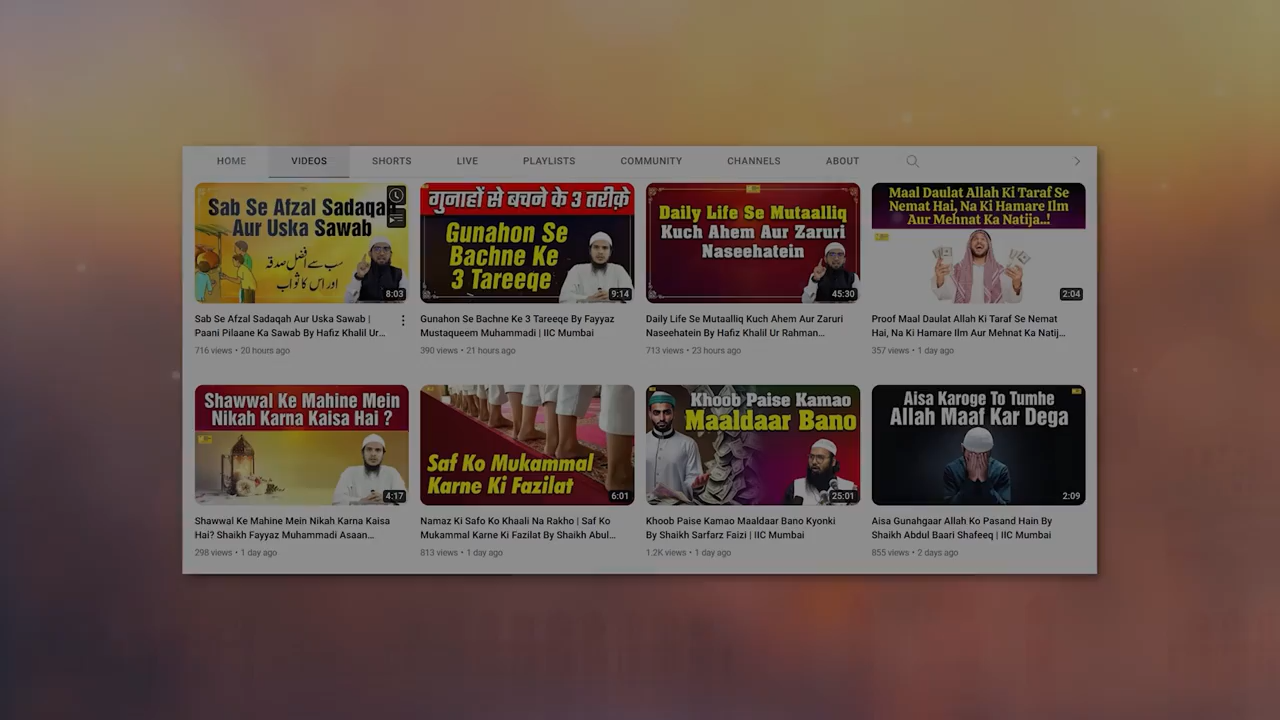 HOME VIDEOS SHORTS LIVE PLAYLISTS COMMUNITY CHANNELS ABOUT
Sab Se Afzal Sadaqah
Aur Uska Sawab
سب سے افضل صدقہ
اور اس کا ثواب
8:03
गुनाहों से बचने के 3 तरीक़े
Gunahon Se
Bachne Ke
3 Tareeqe
9:14
Daily Life Se Mutaalliq
Kuch Ahem Aur Zaruri
Naseehatein
45:30
Maal Daulat Allah Ki Taraf Se
Nemat Hai, Na Ki Hamare Ilm
Aur Mehnat Ka Natija..!
2:04
Sab Se Afzal Sadaqah Aur Uska Sawab |
Paani Pilaane Ka Sawab By Hafiz Khalil Ur...
716 views • 20 hours ago
Gunahon Se Bachne Ke 3 Tareeqe By Fayyaz
Mustaqueem Muhammadi | IIC Mumbai
390 views • 21 hours ago
Daily Life Se Mutaalliq Kuch Ahem Aur Zaruri
Naseehatein By Hafiz Khalil Ur Rahman...
713 views • 23 hours ago
Proof Maal Daulat Allah Ki Taraf Se Nemat
Hai, Na Ki Hamare Ilm Aur Mehnat Ka Natij...
357 views • 1 day ago
Shawwal Ke Mahine Mein
Nikah Karna Kaisa Hai ?
4:17
Saf Ko Mukammal
Karne Ki Fazilat
6:01
Khoob Paise Kamao
Maaldaar Bano
25:01
Aisa Karoge To Tumhe
Allah Maaf Kar Dega
2:09
Shawwal Ke Mahine Mein Nikah Karna Kaisa
Hai? Shaikh Fayyaz Muhammadi Asaan...
298 views • 1 day ago
Namaz Ki Safo Ko Khaali Na Rakho | Saf Ko
Mukammal Karne Ki Fazilat By Shaikh Abul...
813 views • 1 day ago
Khoob Paise Kamao Maaldaar Bano Kyonki
By Shaikh Sarfarz Faizi | IIC Mumbai
1.2K views • 1 day ago
Aisa Gunahgaar Allah Ko Pasand Hain By
Shaikh Abdul Baari Shafeeq | IIC Mumbai
855 views • 2 days ago